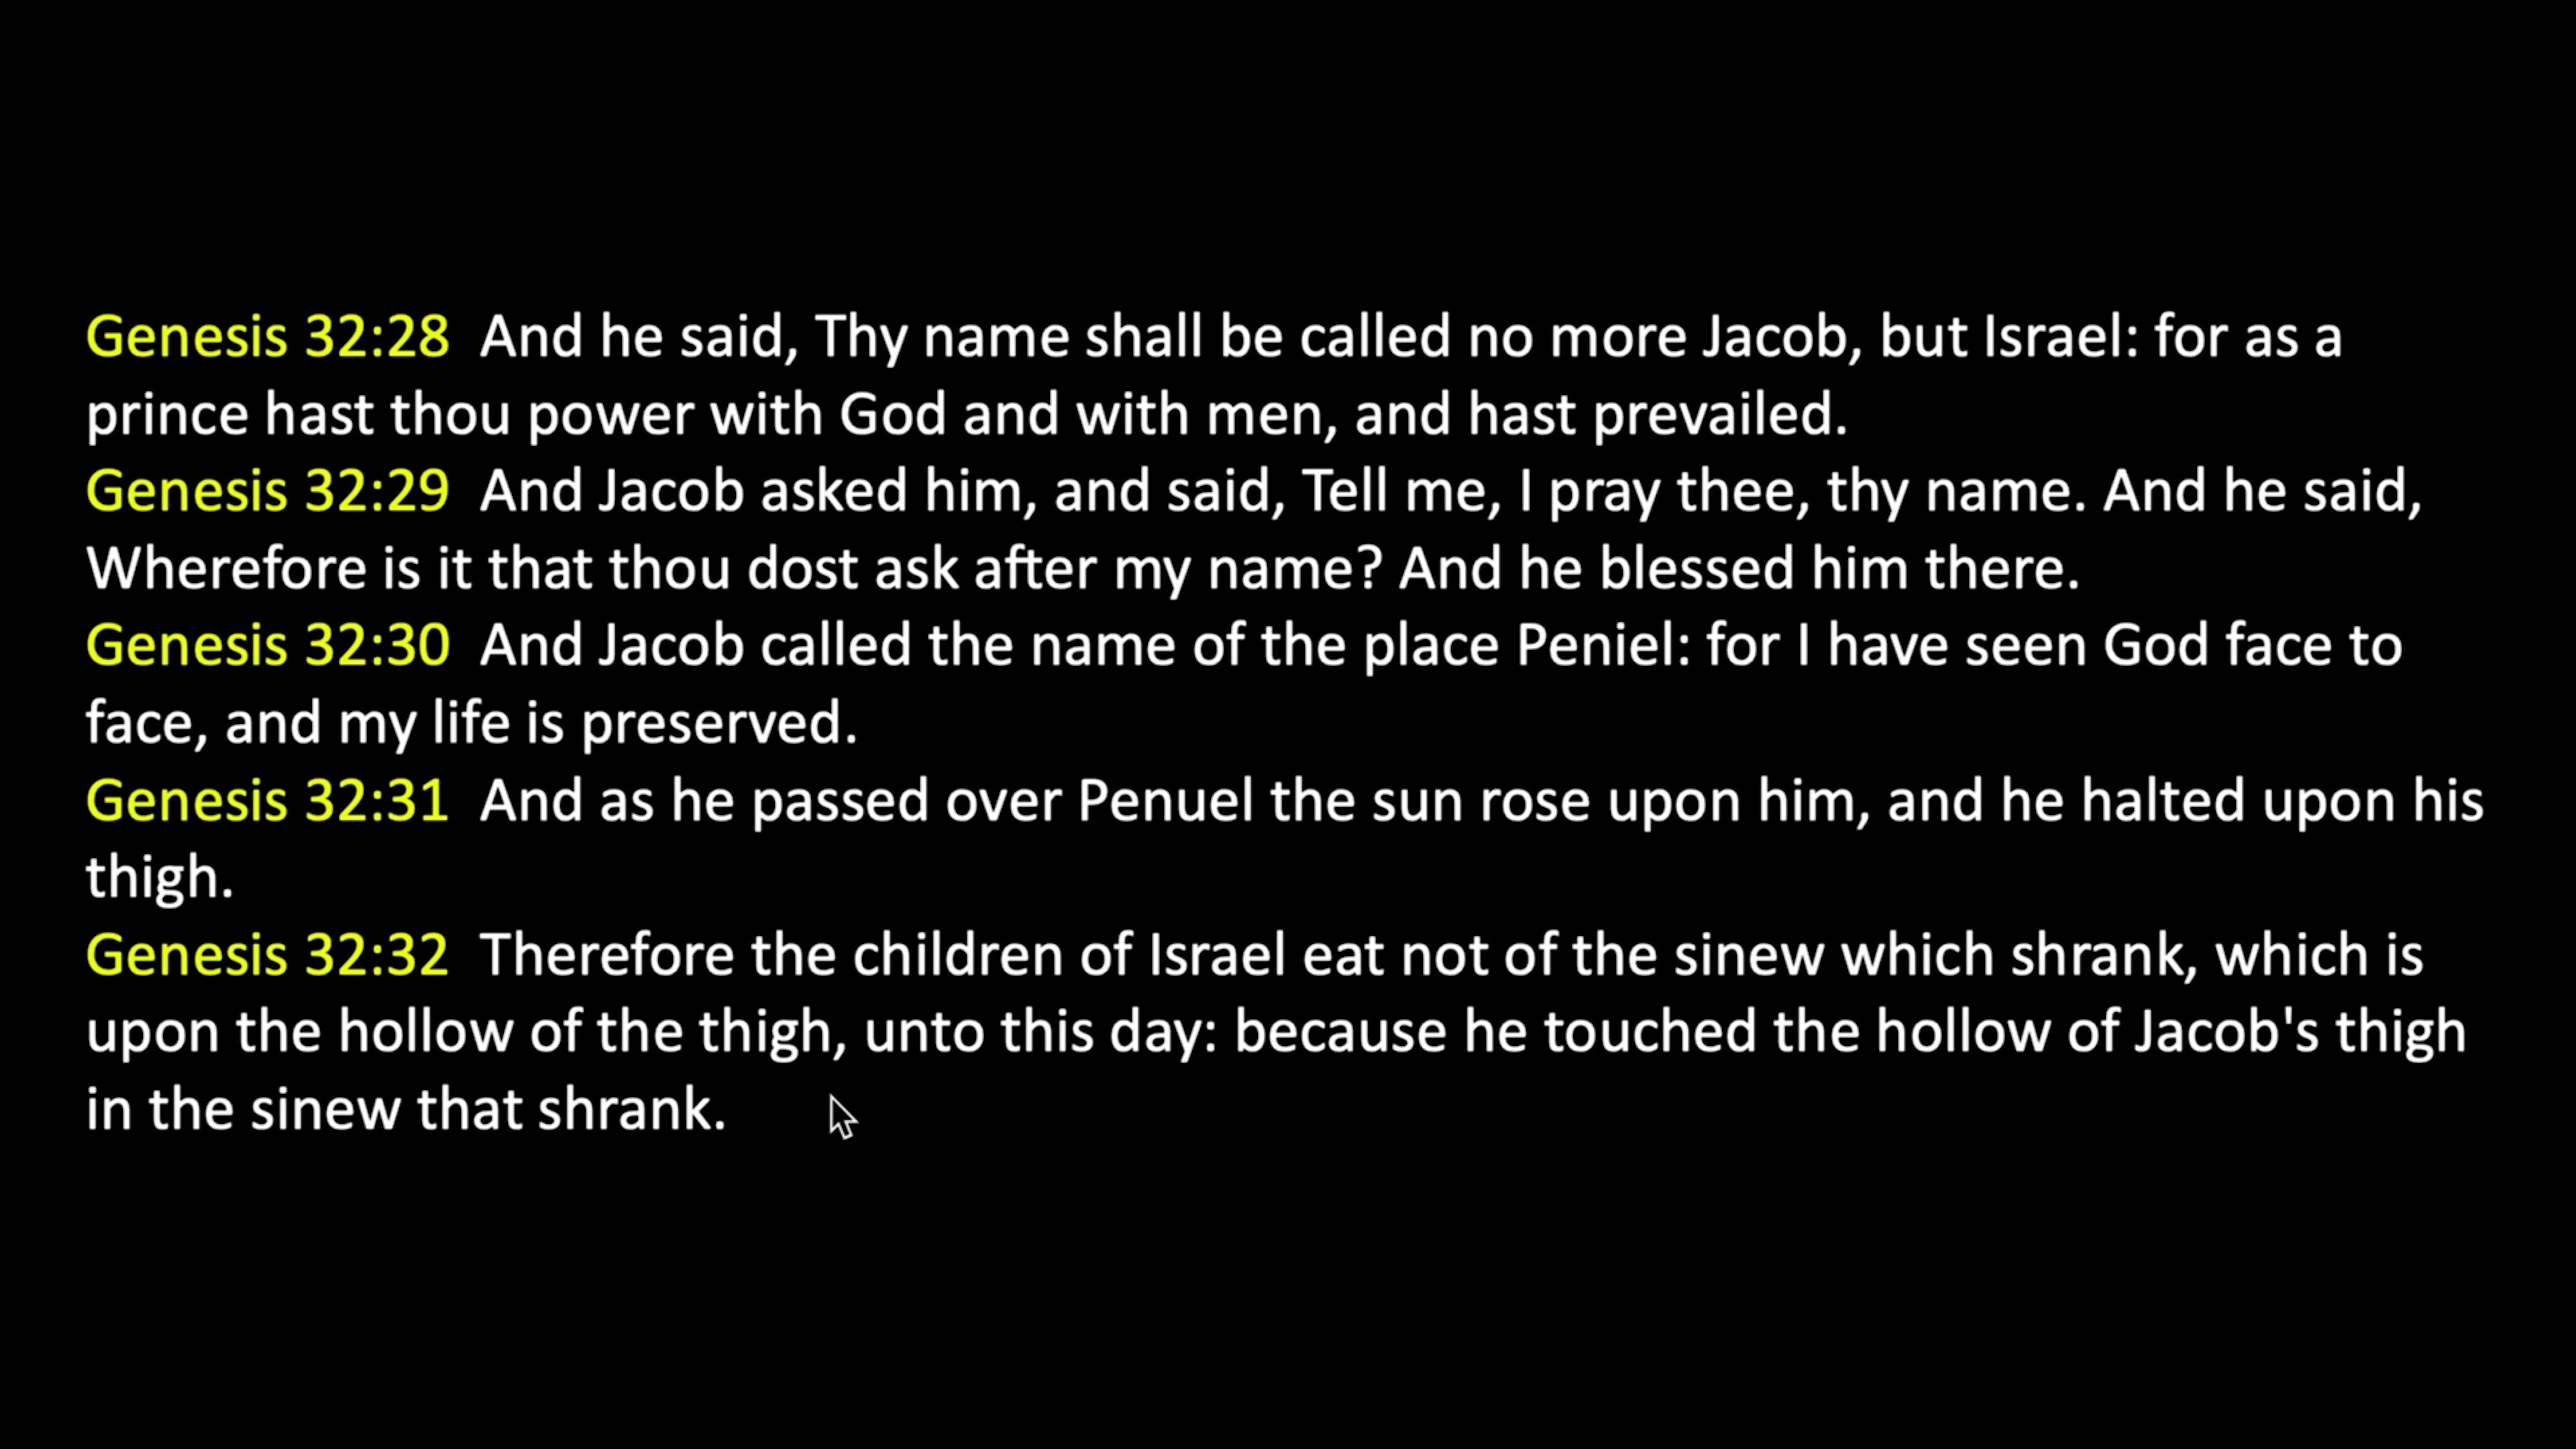 Genesis 32:28  And he said, Thy name shall be called no more Jacob, but Israel: for as a
prince hast thou power with God and with men, and hast prevailed.
Genesis 32:29  And Jacob asked him, and said, Tell me, I pray thee, thy name. And he said,
Wherefore is it that thou dost ask after my name? And he blessed him there.
Genesis 32:30  And Jacob called the name of the place Peniel: for I have seen God face to
face, and my life is preserved.
Genesis 32:31  And as he passed over Penuel the sun rose upon him, and he halted upon his
thigh.
Genesis 32:32  Therefore the children of Israel eat not of the sinew which shrank, which is
upon the hollow of the thigh, unto this day: because he touched the hollow of Jacob's thigh
in the sinew that shrank.